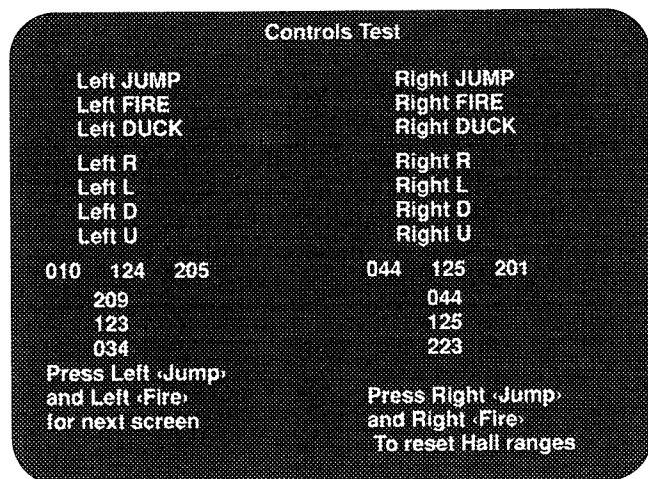 Controls Test
Left JUMP
Left FIRE
Left DUCK
Left R
Left L
Left D
Left U
010 124 205
209
123
034
Press Left ‹Jump›
and Left ‹Fire›
for next screen
Right JUMP
Right FIRE
Right DUCK
Right R
Right L
Right D
Right U
044 125 201
044
125
223
Press Right ‹Jump›
and Right ‹Fire›
To reset Hall ranges